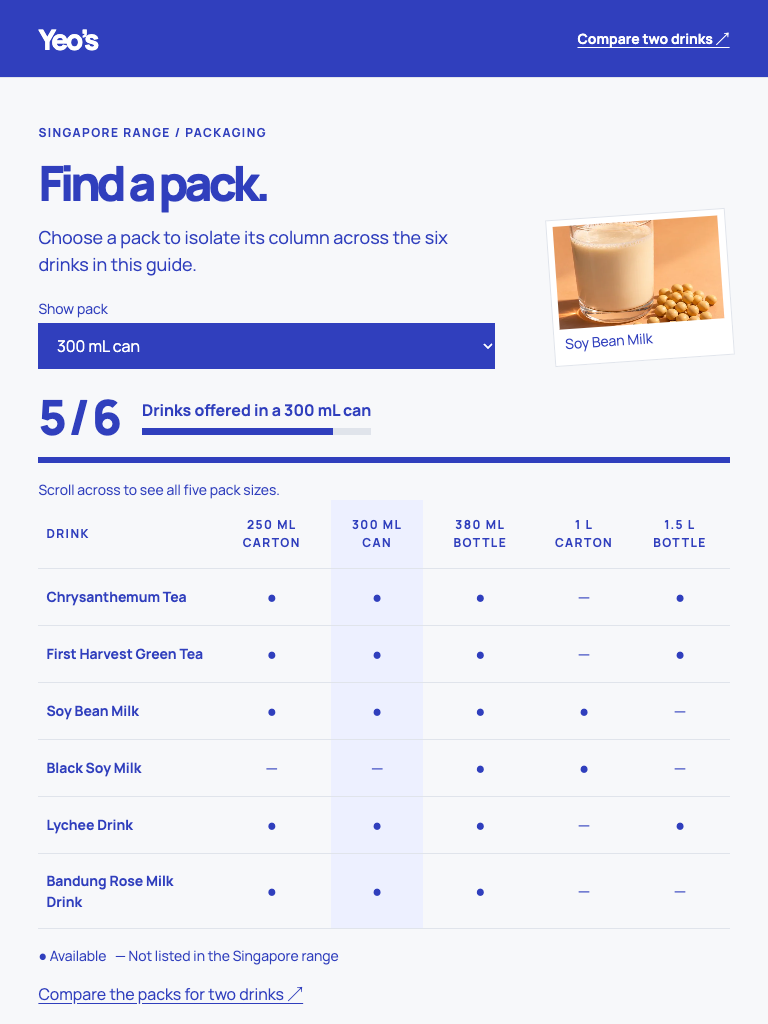 Yeo's
Compare two drinks ↗
SINGAPORE RANGE / PACKAGING
Find a pack.
Choose a pack to isolate its column across the six
drinks in this guide.
Show pack
300 mL can
Soy Bean Milk
5/6
Drinks offered in a 300 mL can
Scroll across to see all five pack sizes.
DRINK 250 ML CARTON 300 ML CAN 380 ML BOTTLE 1 L CARTON 1.5 L BOTTLE
Chrysanthemum Tea ● ● ● — ●
First Harvest Green Tea ● ● ● — ●
Soy Bean Milk ● ● ● ● —
Black Soy Milk — — ● ● —
Lychee Drink ● ● ● — ●
Bandung Rose Milk
Drink ● ● ● — —
● Available — Not listed in the Singapore range
Compare the packs for two drinks ↗